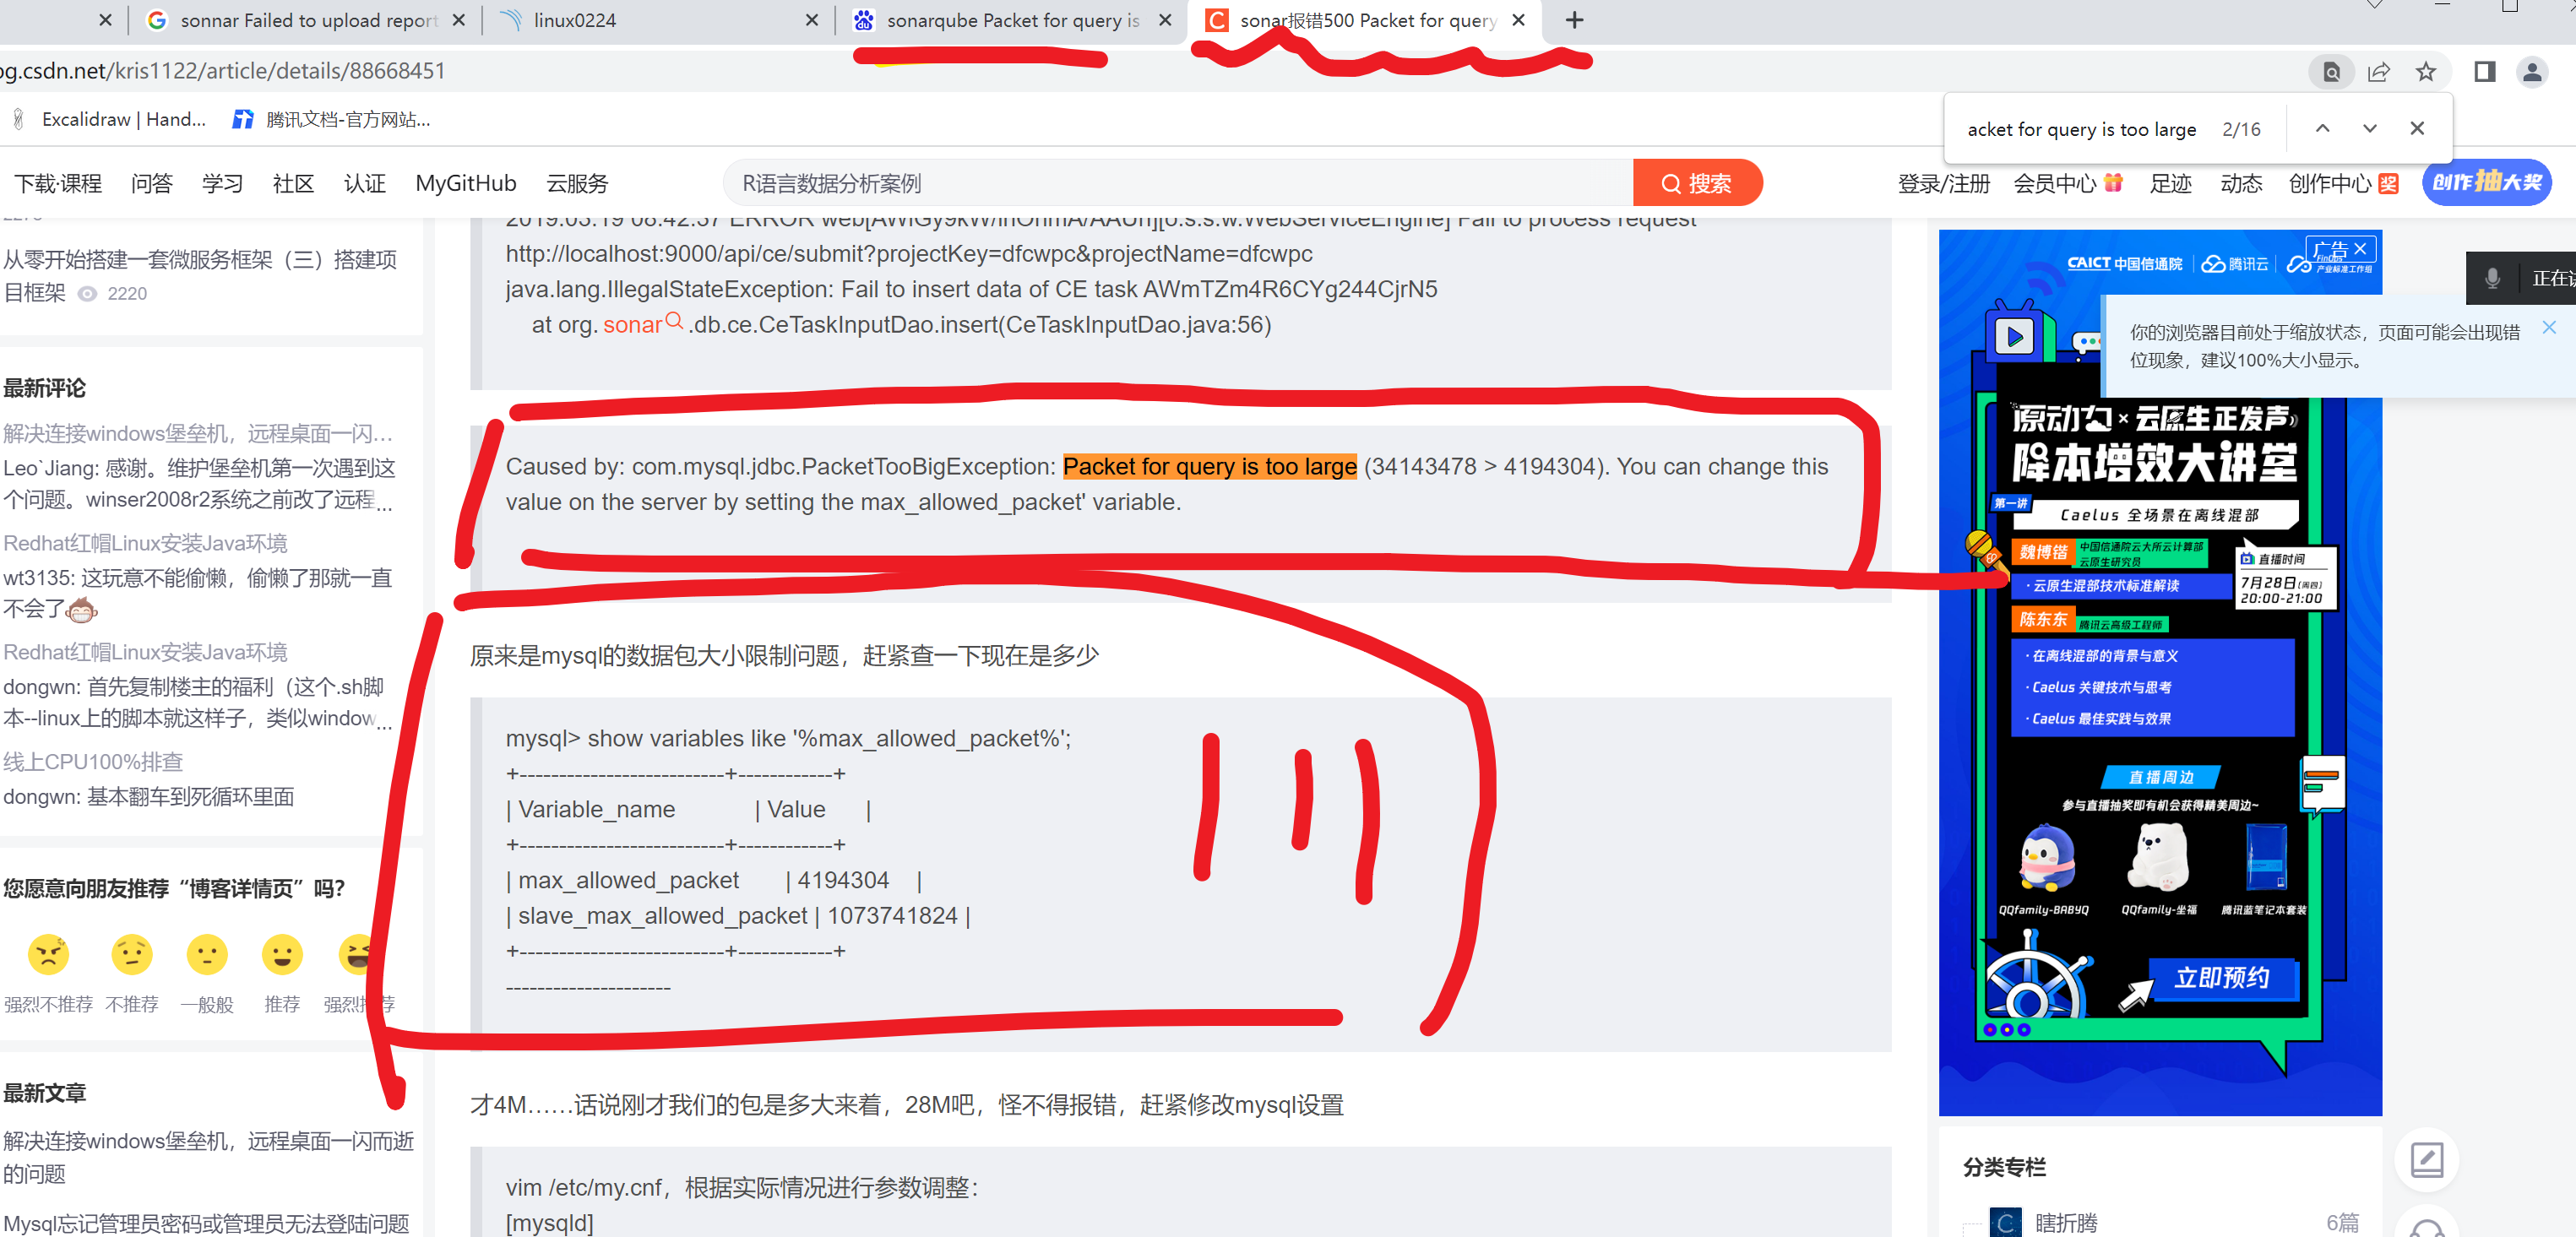 sonnar Failed to upload report
linux0224
sonarqube Packet for query is
sonar报错500 Packet for query
og.csdn.net/kris1122/article/details/88668451
Excalidraw | Hand...
腾讯文档-官方网站...
acket for query is too large 2/16
下载·课程 问答 学习 社区 认证 MyGitHub 云服务
R语言数据分析案例
搜索
登录/注册 会员中心 足迹 动态 创作中心 奖
创作抽大奖
从零开始搭建一套微服务框架（三）搭建项
目框架 2220
最新评论
解决连接windows堡垒机，远程桌面一闪...
Leo`Jiang: 感谢。维护堡垒机第一次遇到这
个问题。winser2008r2系统之前改了远程...
Redhat红帽Linux安装Java环境
wt3135: 这玩意不能偷懒，偷懒了那就一直
不会了
Redhat红帽Linux安装Java环境
dongwn: 首先复制楼主的福利（这个.sh脚
本--linux上的脚本就这样子，类似window...
线上CPU100%排查
dongwn: 基本翻车到死循环里面
您愿意向朋友推荐“博客详情页”吗？
强烈不推荐 不推荐 一般般 推荐 强烈推荐
最新文章
解决连接windows堡垒机，远程桌面一闪而逝
的问题
Mysql忘记管理员密码或管理员无法登陆问题
2019.03.19 08:42:37 ERROR web[AWlGy9kW/InOnmA/AAUn][o.s.s.w.WebServiceEngine] Fail to process request
http://localhost:9000/api/ce/submit?projectKey=dfcwpc&projectName=dfcwpc
java.lang.IllegalStateException: Fail to insert data of CE task AWmTZm4R6CYg244CjrN5
at org. sonar .db.ce.CeTaskInputDao.insert(CeTaskInputDao.java:56)
Caused by: com.mysql.jdbc.PacketTooBigException: Packet for query is too large (34143478 > 4194304). You can change this
value on the server by setting the max_allowed_packet' variable.
原来是mysql的数据包大小限制问题，赶紧查一下现在是多少
mysql> show variables like '%max_allowed_packet%';
+--------------------------+------------+
| Variable_name | Value |
+--------------------------+------------+
| max_allowed_packet | 4194304 |
| slave_max_allowed_packet | 1073741824 |
+--------------------------+------------+
---------------------
才4M……话说刚才我们的包是多大来着，28M吧，怪不得报错，赶紧修改mysql设置
vim /etc/my.cnf，根据实际情况进行参数调整：
[mysqld]
CAICT 中国信通院 腾讯云 FinOps 产业标准工作组
广告
正在讲
你的浏览器目前处于缩放状态，页面可能会出现错
位现象，建议100%大小显示。
原动力×云原生正发声
降本增效大讲堂
第一讲
Caelus 全场景在离线混部
魏博锴 中国信通院云大所云计算部
云原生研究员
· 云原生混部技术标准解读
直播时间
7月28日(周四)
20:00-21:00
陈东东 腾讯云高级工程师
· 在离线混部的背景与意义
· Caelus 关键技术与思考
· Caelus 最佳实践与效果
直播周边
参与直播抽奖即有机会获得精美周边~
QQfamily-BABYQ QQfamily-坐福 腾讯蓝笔记本套装
立即预约
分类专栏
瞎折腾 6篇